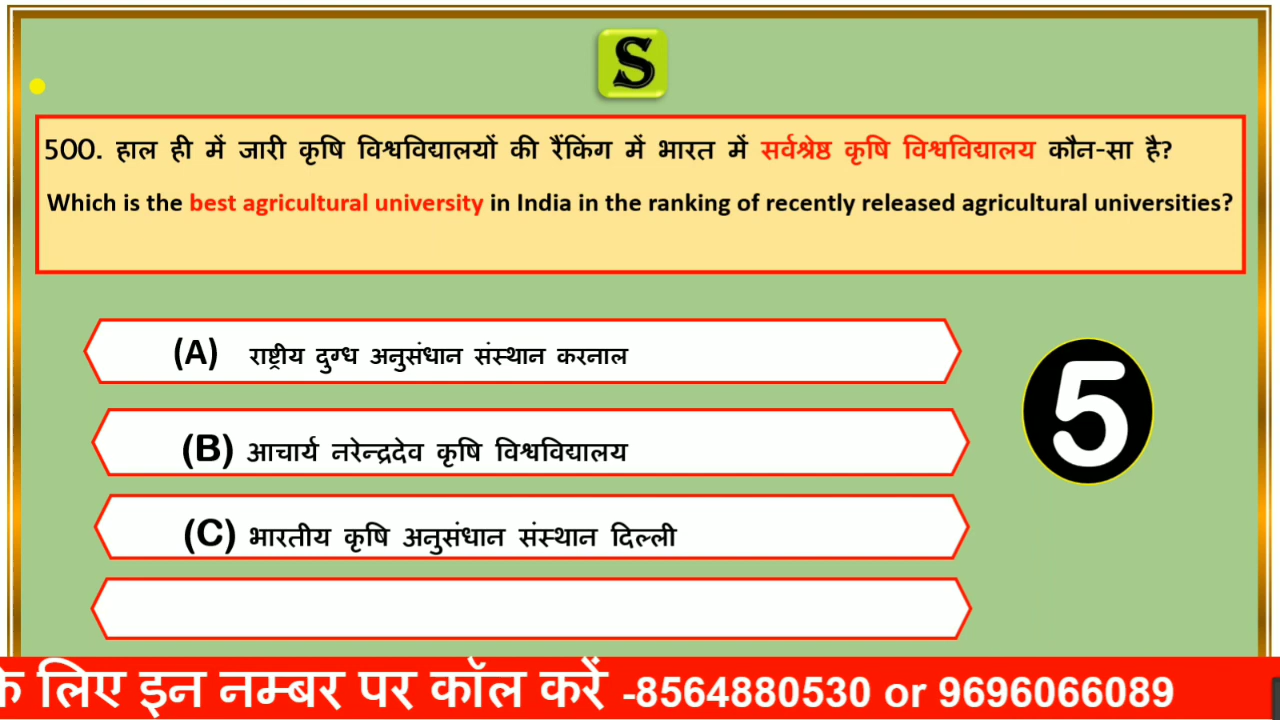 S
500. हाल ही में जारी कृषि विश्वविद्यालयों की रैंकिंग में भारत में सर्वश्रेष्ठ कृषि विश्वविद्यालय कौन-सा है?
Which is the best agricultural university in India in the ranking of recently released agricultural universities?
(A) राष्ट्रीय दुग्ध अनुसंधान संस्थान करनाल
(B) आचार्य नरेन्द्रदेव कृषि विश्वविद्यालय
5
(C) भारतीय कृषि अनुसंधान संस्थान दिल्ली
के लिए इन नम्बर पर कॉल करें -8564880530 or 9696066089